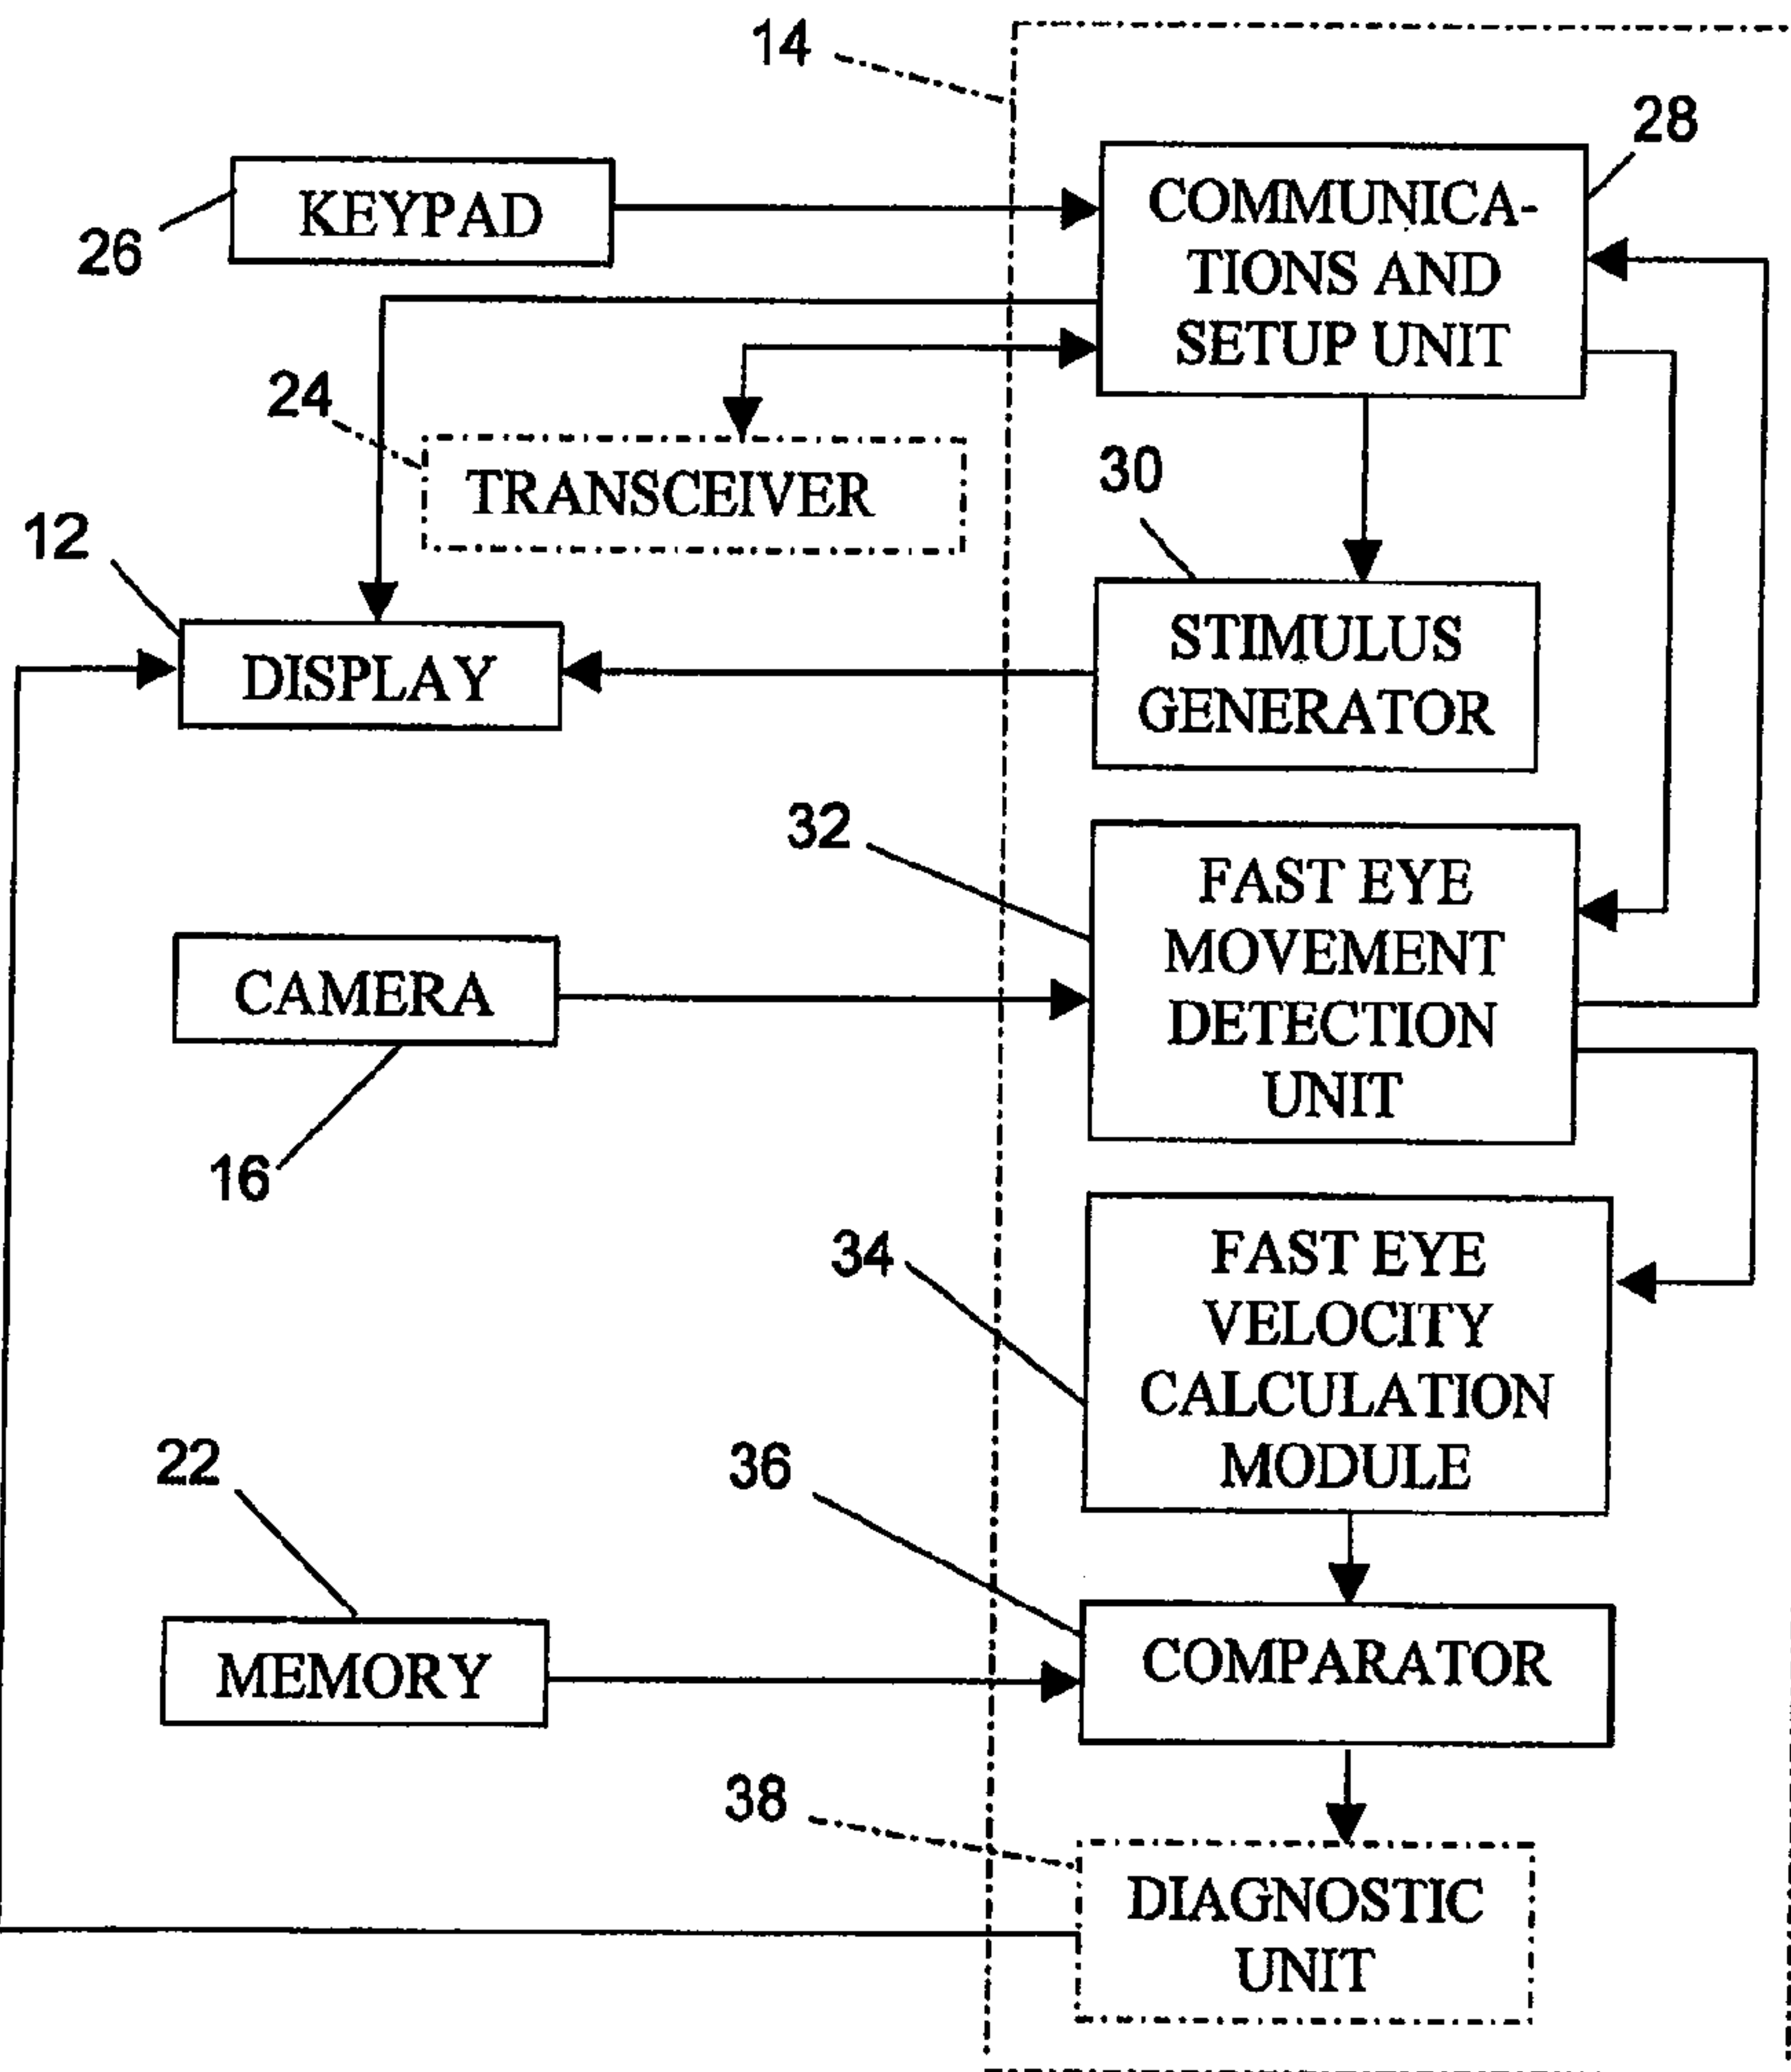 14
28
KEYPAD
COMMUNICA-
TIONS AND
SETUP UNIT
26
24
TRANSCEIVER
30
12
DISPLAY
STIMULUS
GENERATOR
32
FAST EYE
MOVEMENT
DETECTION
UNIT
CAMERA
16
34
FAST EYE
VELOCITY
CALCULATION
MODULE
22
36
MEMORY
COMPARATOR
38
DIAGNOSTIC
UNIT